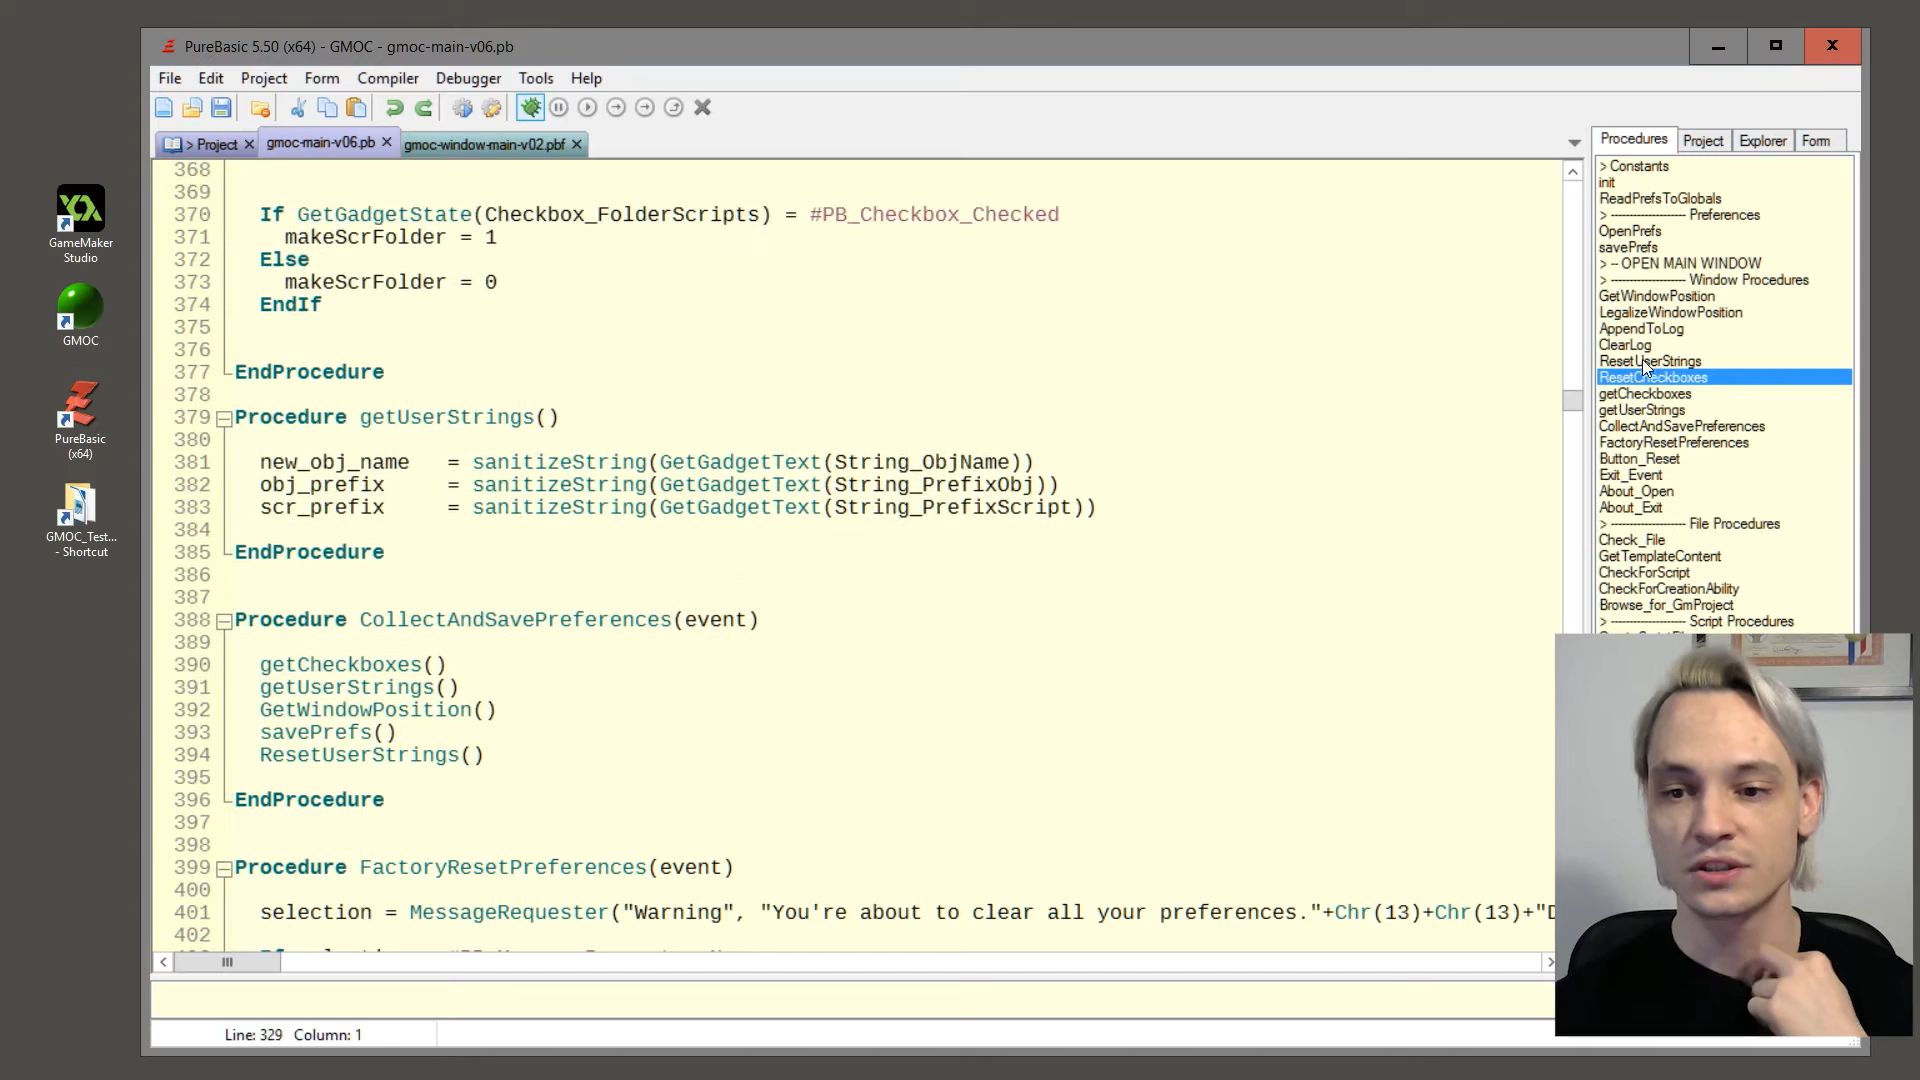 PureBasic 5.50 (x64) - GMOC - gmoc-main-v06.pb
File Edit Project Form Compiler Debugger Tools Help
> Project gmoc-main-v06.pb gmoc-window-main-v02.pbf
Procedures Project Explorer Form
368
369
370 If GetGadgetState(Checkbox_FolderScripts) = #PB_Checkbox_Checked
371 makeScrFolder = 1
372 Else
373 makeScrFolder = 0
374 EndIf
375
376
377 EndProcedure
378
379 Procedure getUserStrings()
380
381 new_obj_name = sanitizeString(GetGadgetText(String_ObjName))
382 obj_prefix = sanitizeString(GetGadgetText(String_PrefixObj))
383 scr_prefix = sanitizeString(GetGadgetText(String_PrefixScript))
384
385 EndProcedure
386
387
388 Procedure CollectAndSavePreferences(event)
389
390 getCheckboxes()
391 getUserStrings()
392 GetWindowPosition()
393 savePrefs()
394 ResetUserStrings()
395
396 EndProcedure
397
398
399 Procedure FactoryResetPreferences(event)
400
401 selection = MessageRequester("Warning", "You're about to clear all your preferences."+Chr(13)+Chr(13)+"D
402
> Constants
init
ReadPrefsToGlobals
> -------------------- Preferences
OpenPrefs
savePrefs
> -- OPEN MAIN WINDOW
> -------------------- Window Procedures
GetWindowPosition
LegalizeWindowPosition
AppendToLog
ClearLog
ResetUserStrings
ResetCheckboxes
getCheckboxes
getUserStrings
CollectAndSavePreferences
FactoryResetPreferences
Button_Reset
Exit_Event
About_Open
About_Exit
> -------------------- File Procedures
Check_File
GetTemplateContent
CheckForScript
CheckForCreationAbility
Browse_for_GmProject
> -------------------- Script Procedures
Line: 329 Column: 1
GameMaker
Studio
GMOC
PureBasic
(x64)
GMOC_Test...
- Shortcut